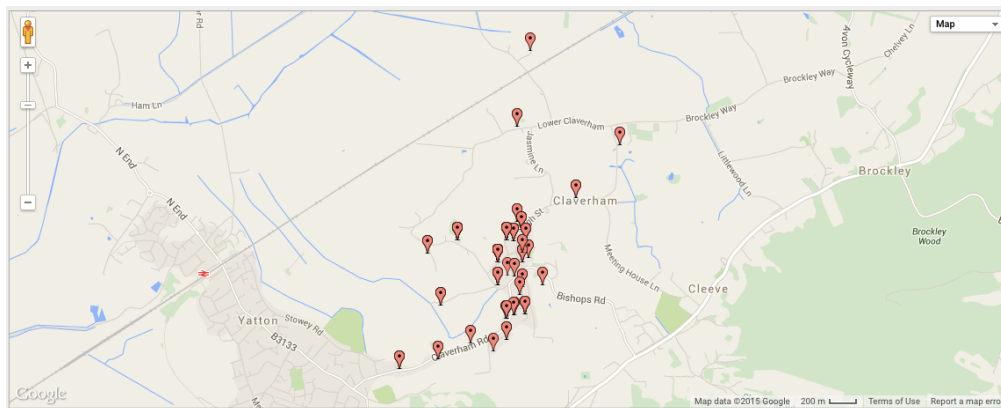 Map
Chelvey Ln
Avon Cycleway
Brockley Way
Ham Ln
Brockley Way
Lower Claverham
N End
Jasmine Ln
Littlewood Ln
Brockley
N End
Claverham
Brockley
Wood
Meeting House Ln
Cleeve
Bishops Rd
Stowey Rd
Yatton
B3133
Claverham Rd
Google
Map data ©2015 Google
200 m
Terms of Use
Report a map error